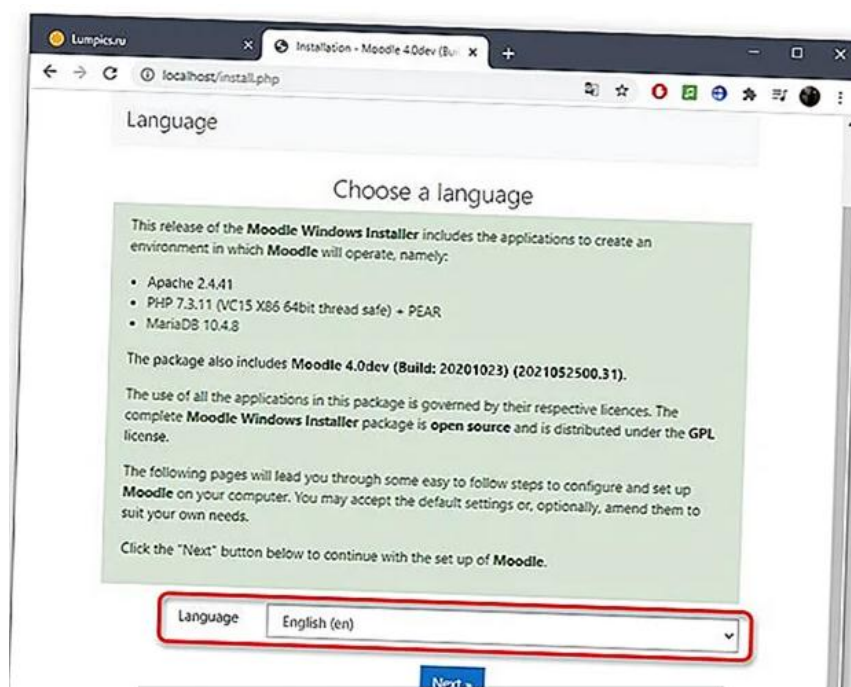 Lumpics.ru
Installation - Moodle 4.0dev (Bu
localhost/install.php
Language
Choose a language
This release of the Moodle Windows Installer includes the applications to create an
environment in which Moodle will operate, namely:
• Apache 2.4.41
• PHP 7.3.11 (VC15 X86 64bit thread safe) + PEAR
• MariaDB 10.4.8
The package also includes Moodle 4.0dev (Build: 20201023) (2021052500.31).
The use of all the applications in this package is governed by their respective licences. The
complete Moodle Windows Installer package is open source and is distributed under the GPL
license.
The following pages will lead you through some easy to follow steps to configure and set up
Moodle on your computer. You may accept the default settings or, optionally, amend them to
suit your own needs.
Click the "Next" button below to continue with the set up of Moodle.
Language English (en)
Next »